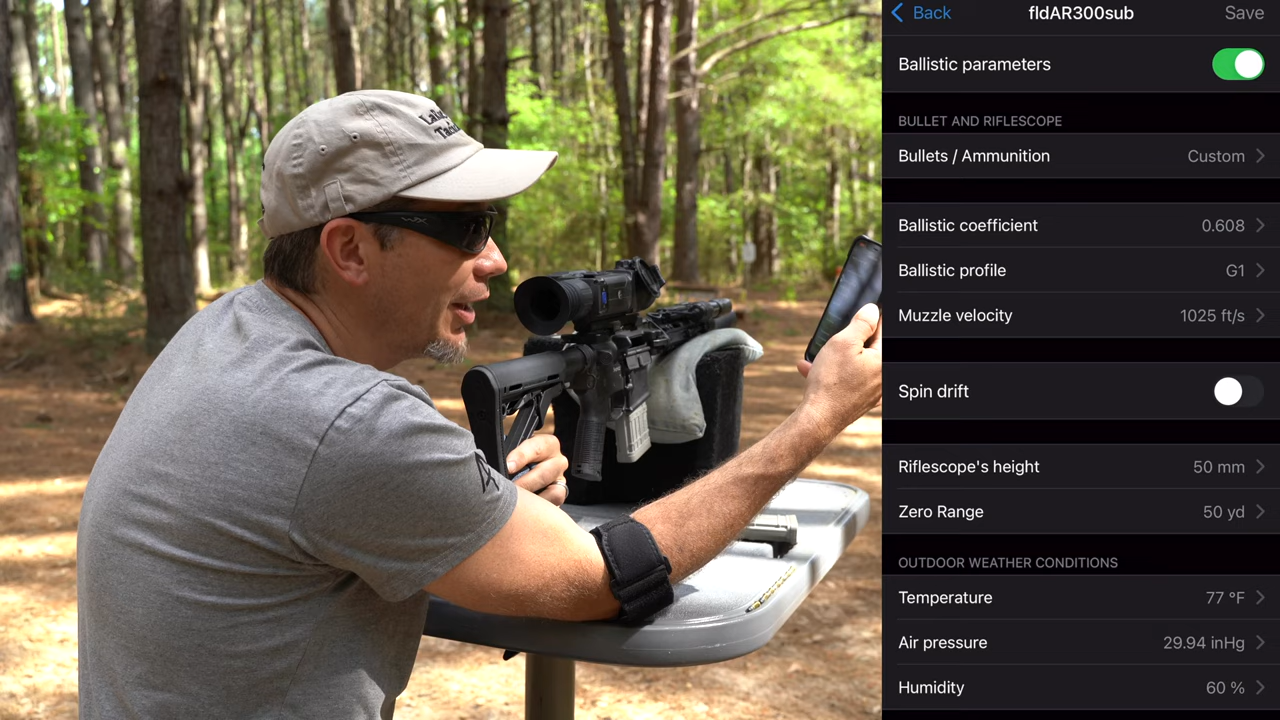 Back
fldAR300sub
Save
Ballistic parameters
BULLET AND RIFLESCOPE
Bullets / Ammunition
Custom
Ballistic coefficient
0.608
Ballistic profile
G1
Muzzle velocity
1025 ft/s
Spin drift
Riflescope's height
50 mm
Zero Range
50 yd
OUTDOOR WEATHER CONDITIONS
Temperature
77 °F
Air pressure
29.94 inHg
Humidity
60 %